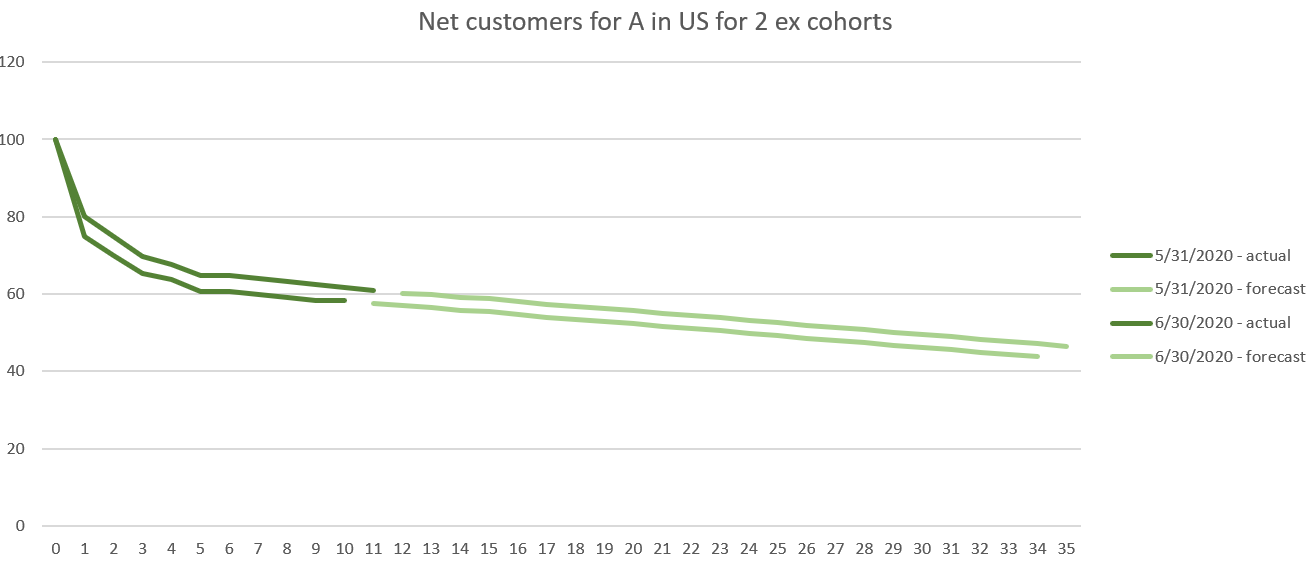 Net customers for A in US for 2 ex cohorts
120
100
80
60
40
20
0
0 1 2 3 4 5 6 7 8 9 10 11 12 13 14 15 16 17 18 19 20 21 22 23 24 25 26 27 28 29 30 31 32 33 34 35
5/31/2020 - actual
5/31/2020 - forecast
6/30/2020 - actual
6/30/2020 - forecast